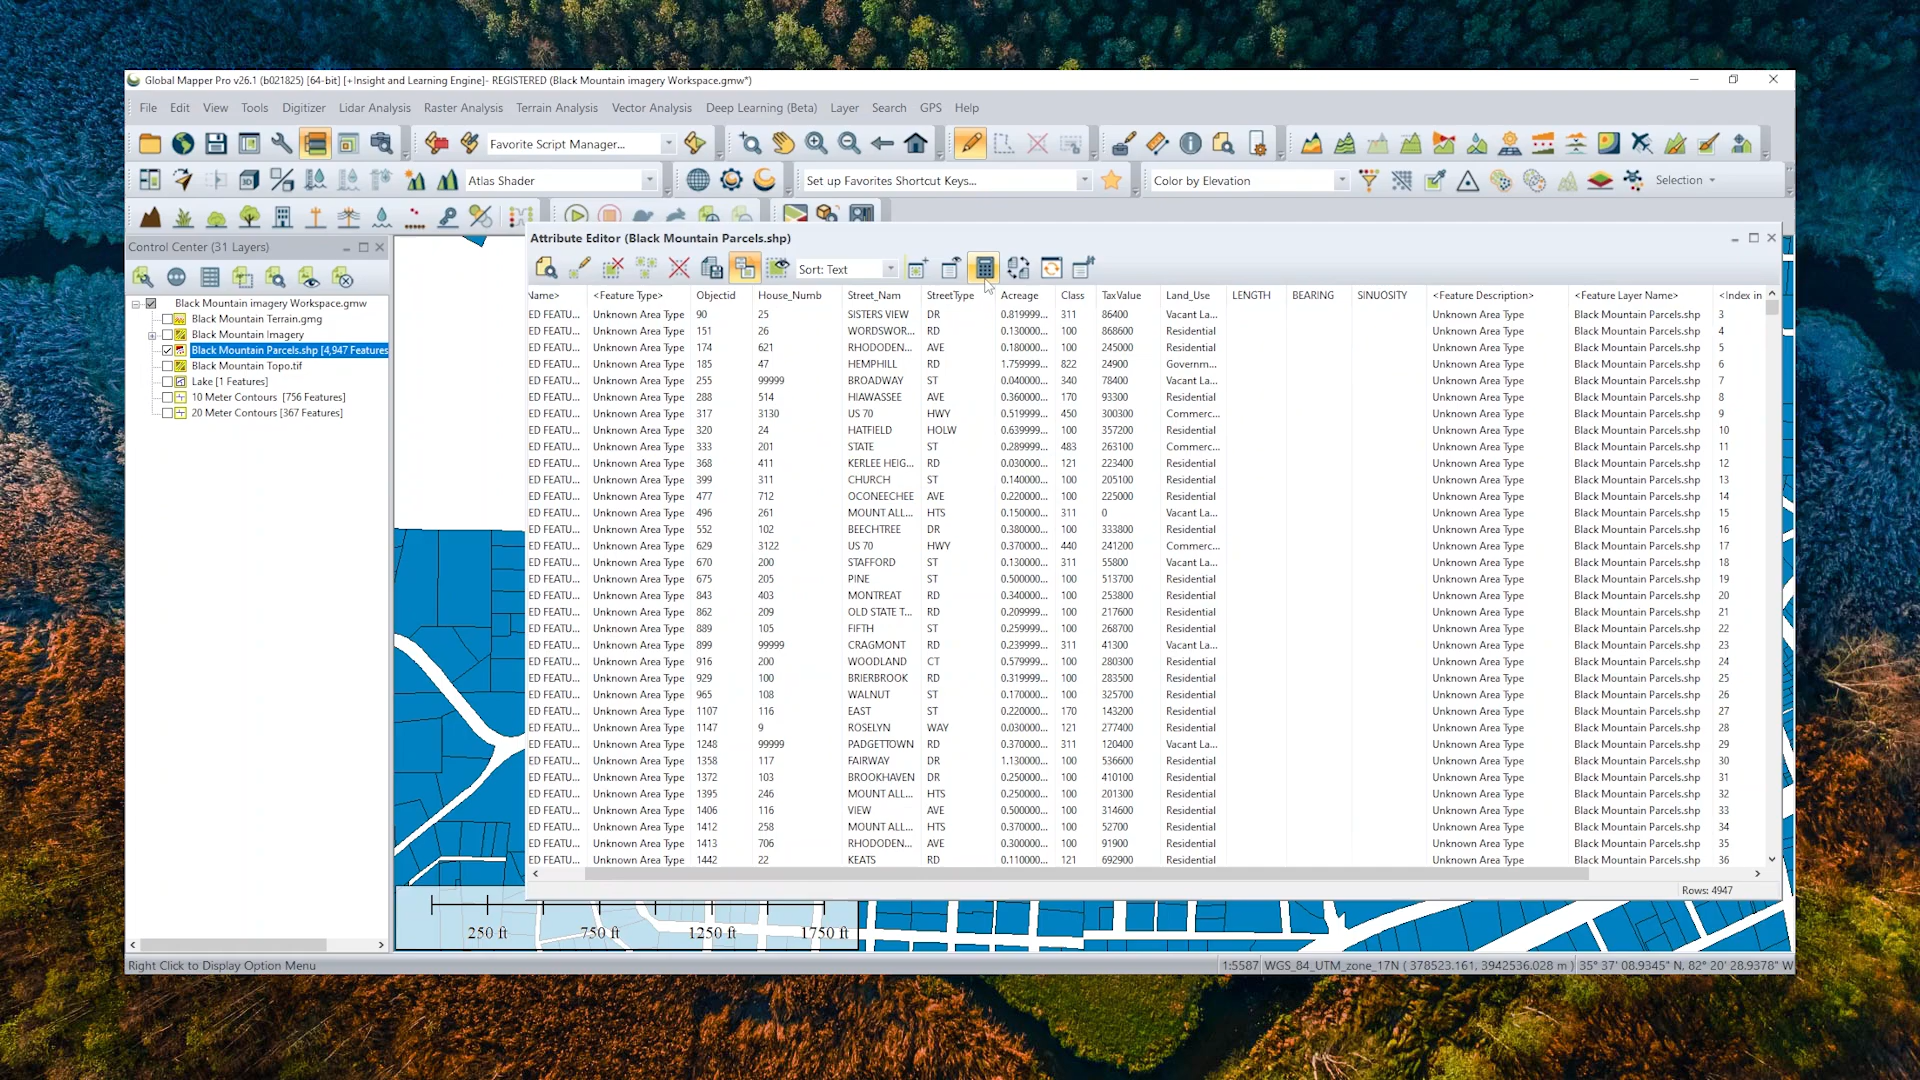 Global Mapper Pro v26.1 (b021825) [64-bit] [+Insight and Learning Engine]- REGISTERED (Black Mountain imagery Workspace.gmw*)
File Edit View Tools Digitizer Lidar Analysis Raster Analysis Terrain Analysis Vector Analysis Deep Learning (Beta) Layer Search GPS Help
Favorite Script Manager...
Atlas Shader Set up Favorites Shortcut Keys... Color by Elevation Selection
Control Center (31 Layers)
Black Mountain imagery Workspace.gmw
Black Mountain Terrain.gmg
Black Mountain Imagery
Black Mountain Parcels.shp [4,947 Features
Black Mountain Topo.tif
Lake [1 Features]
10 Meter Contours [756 Features]
20 Meter Contours [367 Features]
Attribute Editor (Black Mountain Parcels.shp)
Sort: Text
Name> <Feature Type> Objectid House_Numb Street_Nam StreetType Acreage Class TaxValue Land_Use LENGTH BEARING SINUOSITY <Feature Description> <Feature Layer Name> <Index in
ED FEATU... Unknown Area Type 90 25 SISTERS VIEW DR 0.819999... 311 86400 Vacant La... Unknown Area Type Black Mountain Parcels.shp 3
ED FEATU... Unknown Area Type 151 26 WORDSWOR... RD 0.130000... 100 868600 Residential Unknown Area Type Black Mountain Parcels.shp 4
ED FEATU... Unknown Area Type 174 621 RHODODEN... AVE 0.180000... 100 245000 Residential Unknown Area Type Black Mountain Parcels.shp 5
ED FEATU... Unknown Area Type 185 47 HEMPHILL RD 1.759999... 822 24900 Governm... Unknown Area Type Black Mountain Parcels.shp 6
ED FEATU... Unknown Area Type 255 99999 BROADWAY ST 0.040000... 340 78400 Vacant La... Unknown Area Type Black Mountain Parcels.shp 7
ED FEATU... Unknown Area Type 288 514 HIAWASSEE AVE 0.360000... 170 93300 Residential Unknown Area Type Black Mountain Parcels.shp 8
ED FEATU... Unknown Area Type 317 3130 US 70 HWY 0.519999... 450 300300 Commerc... Unknown Area Type Black Mountain Parcels.shp 9
ED FEATU... Unknown Area Type 320 24 HATFIELD HOLW 0.639999... 100 357200 Residential Unknown Area Type Black Mountain Parcels.shp 10
ED FEATU... Unknown Area Type 333 201 STATE ST 0.289999... 483 263100 Commerc... Unknown Area Type Black Mountain Parcels.shp 11
ED FEATU... Unknown Area Type 368 411 KERLEE HEIG... RD 0.030000... 121 223400 Residential Unknown Area Type Black Mountain Parcels.shp 12
ED FEATU... Unknown Area Type 399 311 CHURCH ST 0.140000... 100 205100 Residential Unknown Area Type Black Mountain Parcels.shp 13
ED FEATU... Unknown Area Type 477 712 OCONEECHEE AVE 0.220000... 100 225000 Residential Unknown Area Type Black Mountain Parcels.shp 14
ED FEATU... Unknown Area Type 496 261 MOUNT ALL... HTS 0.150000... 311 0 Vacant La... Unknown Area Type Black Mountain Parcels.shp 15
ED FEATU... Unknown Area Type 552 102 BEECHTREE DR 0.380000... 100 333800 Residential Unknown Area Type Black Mountain Parcels.shp 16
ED FEATU... Unknown Area Type 629 3122 US 70 HWY 0.370000... 440 241200 Commerc... Unknown Area Type Black Mountain Parcels.shp 17
ED FEATU... Unknown Area Type 670 200 STAFFORD ST 0.130000... 311 55800 Vacant La... Unknown Area Type Black Mountain Parcels.shp 18
ED FEATU... Unknown Area Type 675 205 PINE ST 0.500000... 100 513700 Residential Unknown Area Type Black Mountain Parcels.shp 19
ED FEATU... Unknown Area Type 843 403 MONTREAT RD 0.340000... 100 253800 Residential Unknown Area Type Black Mountain Parcels.shp 20
ED FEATU... Unknown Area Type 862 209 OLD STATE T... RD 0.209999... 100 217600 Residential Unknown Area Type Black Mountain Parcels.shp 21
ED FEATU... Unknown Area Type 889 105 FIFTH ST 0.259999... 100 268700 Residential Unknown Area Type Black Mountain Parcels.shp 22
ED FEATU... Unknown Area Type 899 99999 CRAGMONT RD 0.239999... 311 41300 Vacant La... Unknown Area Type Black Mountain Parcels.shp 23
ED FEATU... Unknown Area Type 916 200 WOODLAND CT 0.579999... 100 280300 Residential Unknown Area Type Black Mountain Parcels.shp 24
ED FEATU... Unknown Area Type 929 100 BRIERBROOK RD 0.319999... 100 283500 Residential Unknown Area Type Black Mountain Parcels.shp 25
ED FEATU... Unknown Area Type 965 108 WALNUT ST 0.170000... 100 325700 Residential Unknown Area Type Black Mountain Parcels.shp 26
ED FEATU... Unknown Area Type 1107 116 EAST ST 0.220000... 170 143200 Residential Unknown Area Type Black Mountain Parcels.shp 27
ED FEATU... Unknown Area Type 1147 9 ROSELYN WAY 0.030000... 121 277400 Residential Unknown Area Type Black Mountain Parcels.shp 28
ED FEATU... Unknown Area Type 1248 99999 PADGETTOWN RD 0.370000... 311 120400 Vacant La... Unknown Area Type Black Mountain Parcels.shp 29
ED FEATU... Unknown Area Type 1358 117 FAIRWAY DR 1.130000... 100 536600 Residential Unknown Area Type Black Mountain Parcels.shp 30
ED FEATU... Unknown Area Type 1372 103 BROOKHAVEN DR 0.250000... 100 410100 Residential Unknown Area Type Black Mountain Parcels.shp 31
ED FEATU... Unknown Area Type 1395 246 MOUNT ALL... HTS 0.250000... 100 201300 Residential Unknown Area Type Black Mountain Parcels.shp 32
ED FEATU... Unknown Area Type 1406 116 VIEW AVE 0.500000... 100 314600 Residential Unknown Area Type Black Mountain Parcels.shp 33
ED FEATU... Unknown Area Type 1412 258 MOUNT ALL... HTS 0.370000... 100 52700 Residential Unknown Area Type Black Mountain Parcels.shp 34
ED FEATU... Unknown Area Type 1413 706 RHODODEN... AVE 0.300000... 100 91900 Residential Unknown Area Type Black Mountain Parcels.shp 35
ED FEATU... Unknown Area Type 1442 22 KEATS RD 0.110000... 121 692900 Residential Unknown Area Type Black Mountain Parcels.shp 36
Rows: 4947
250 ft 750 ft 1250 ft 1750 ft
Right Click to Display Option Menu 1:5587 WGS_84_UTM_zone_17N ( 378523.161, 3942536.028 m ) 35° 37' 08.9345" N, 82° 20' 28.9378" W